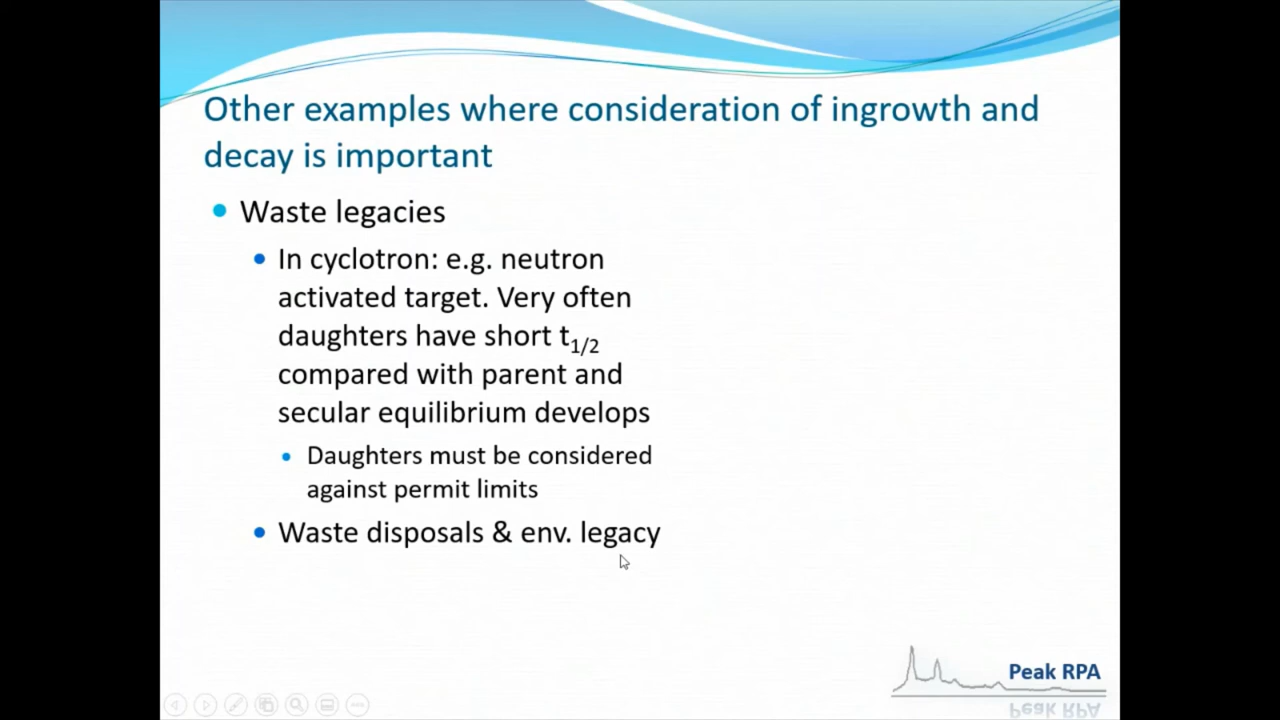 Other examples where consideration of ingrowth and
decay is important
Waste legacies
In cyclotron: e.g. neutron
activated target. Very often
daughters have short t1/2
compared with parent and
secular equilibrium develops
Daughters must be considered
against permit limits
Waste disposals & env. legacy
Peak RPA